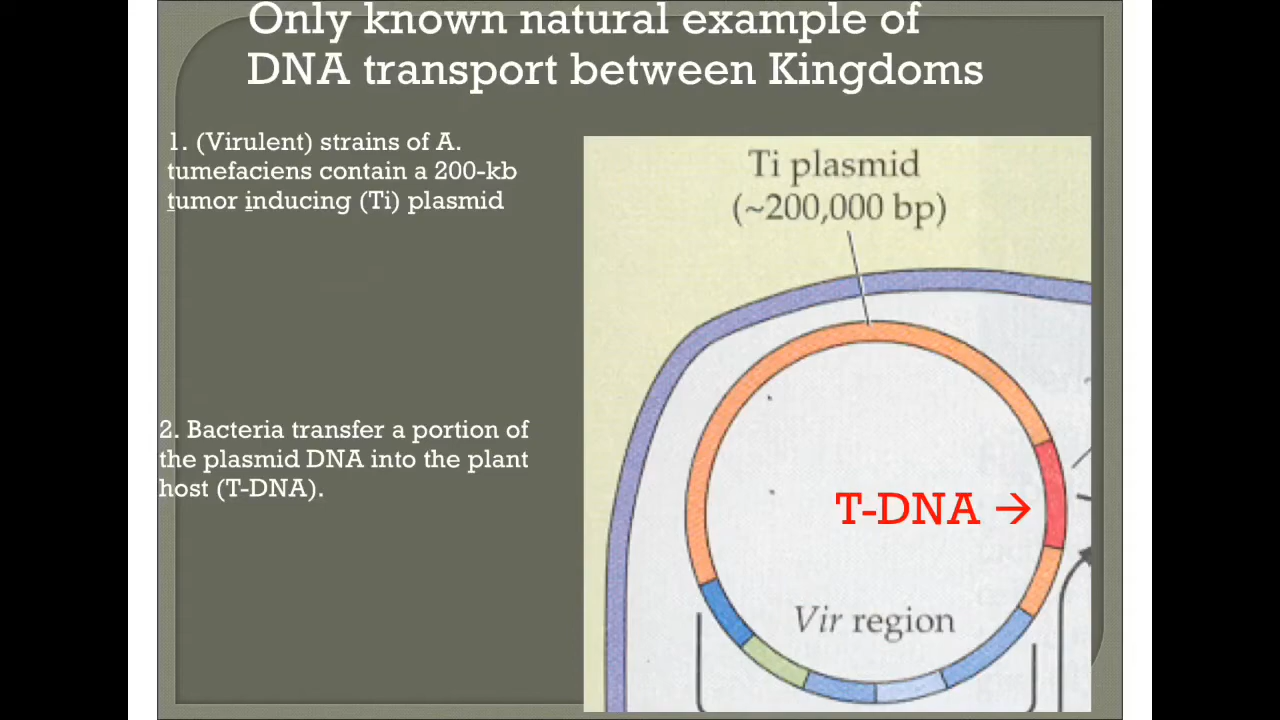 Only known natural example of
DNA transport between Kingdoms
1. (Virulent) strains of A.
tumefaciens contain a 200-kb
tumor inducing (Ti) plasmid
2. Bacteria transfer a portion of
the plasmid DNA into the plant
host (T-DNA).
Ti plasmid
(~200,000 bp)
T-DNA →
Vir region